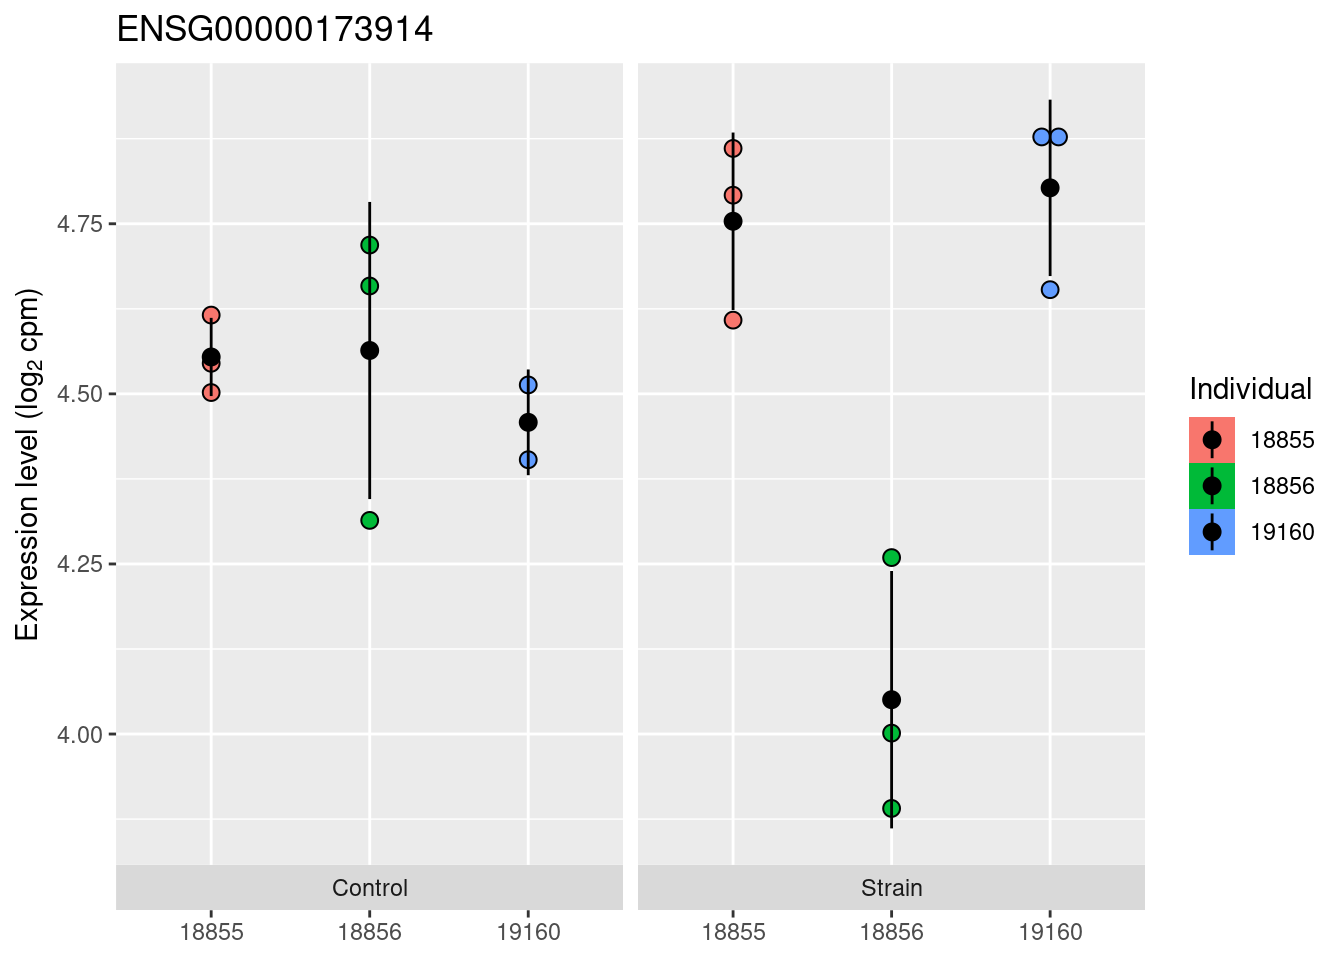 ENSG00000173914
Expression level (log2 cpm)
4.75
4.50
4.25
4.00
Control
Strain
18855
18856
19160
18855
18856
19160
Individual
18855
18856
19160